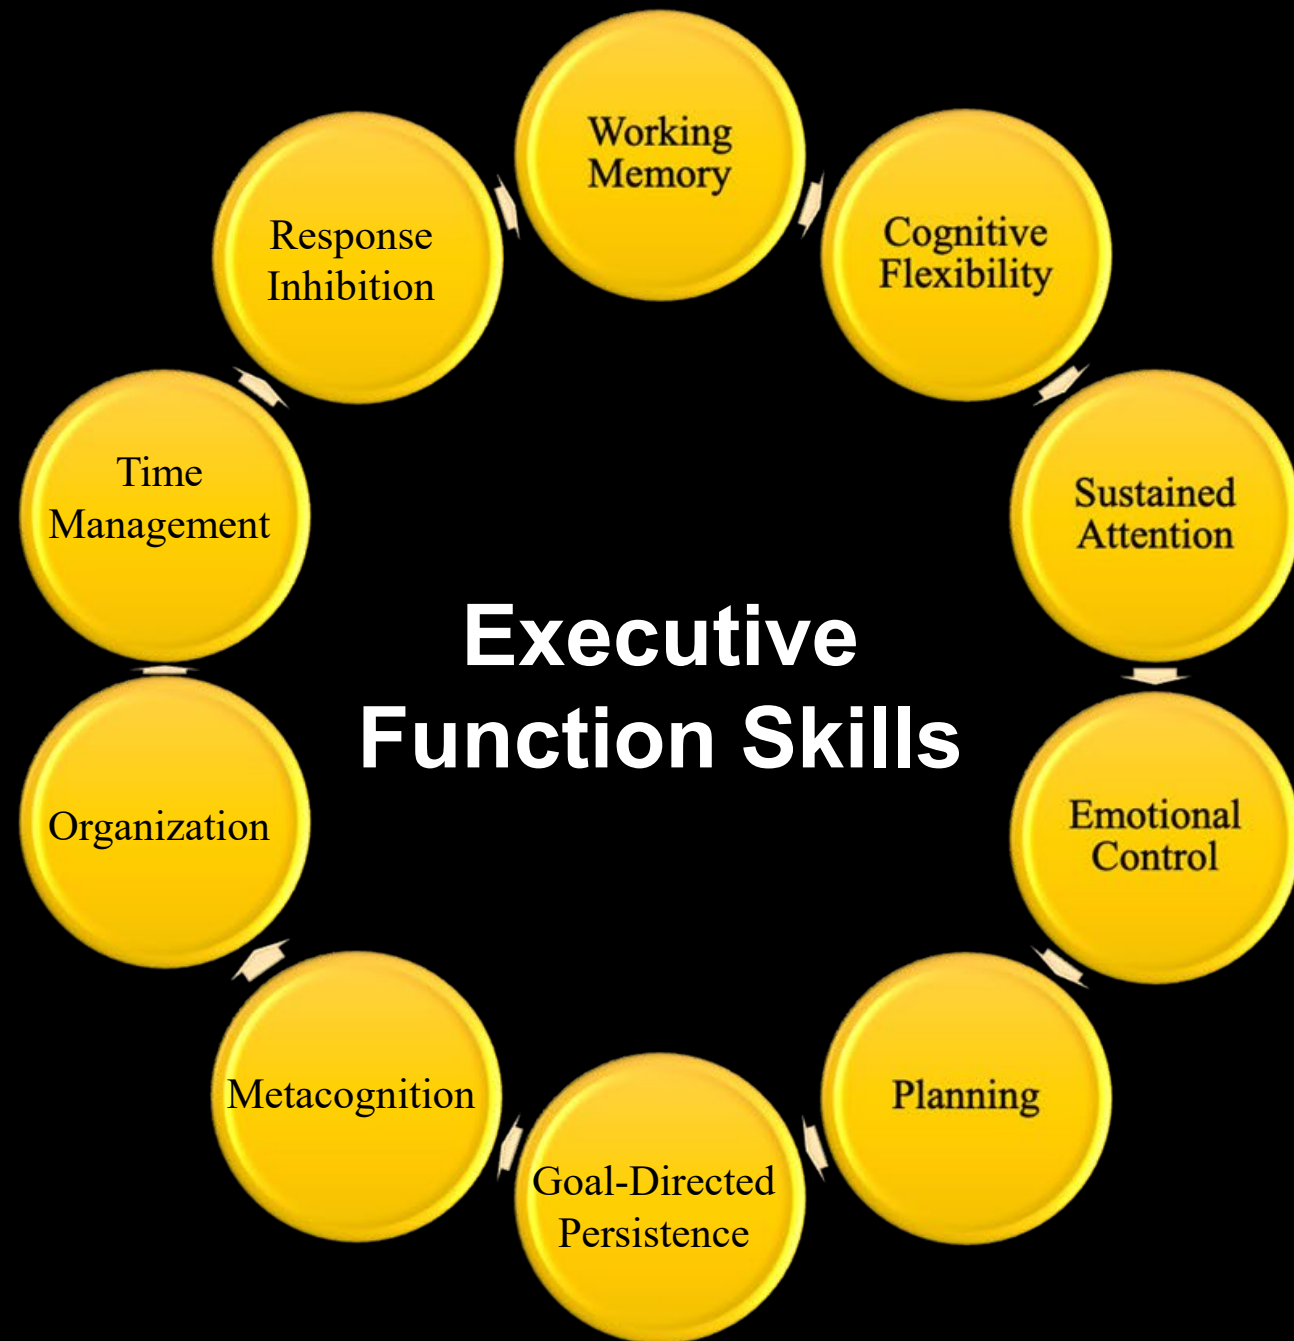 Working
Memory
Cognitive
Flexibility
Sustained
Attention
Emotional
Control
Planning
Goal-Directed
Persistence
Metacognition
Organization
Time
Management
Response
Inhibition
Executive
Function Skills